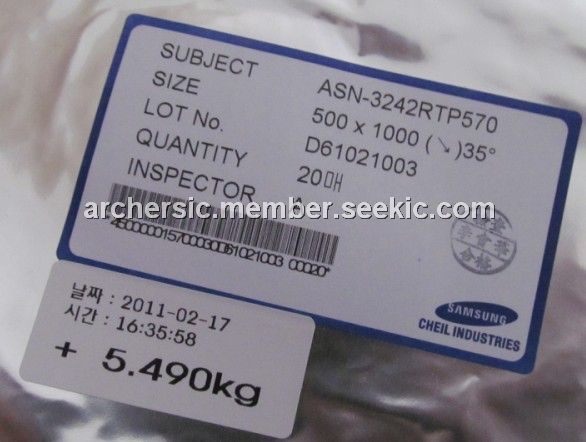 SUBJECT ASN-3242RTP570
SIZE 500 x 1000 (↘)35°
LOT No. D61021003
QUANTITY 20매
INSPECTOR
archersic.member.seekic.com
SAMSUNG
CHEIL INDUSTRIES
날짜 : 2011-02-17
시간 : 16:35:58
+ 5.490kg